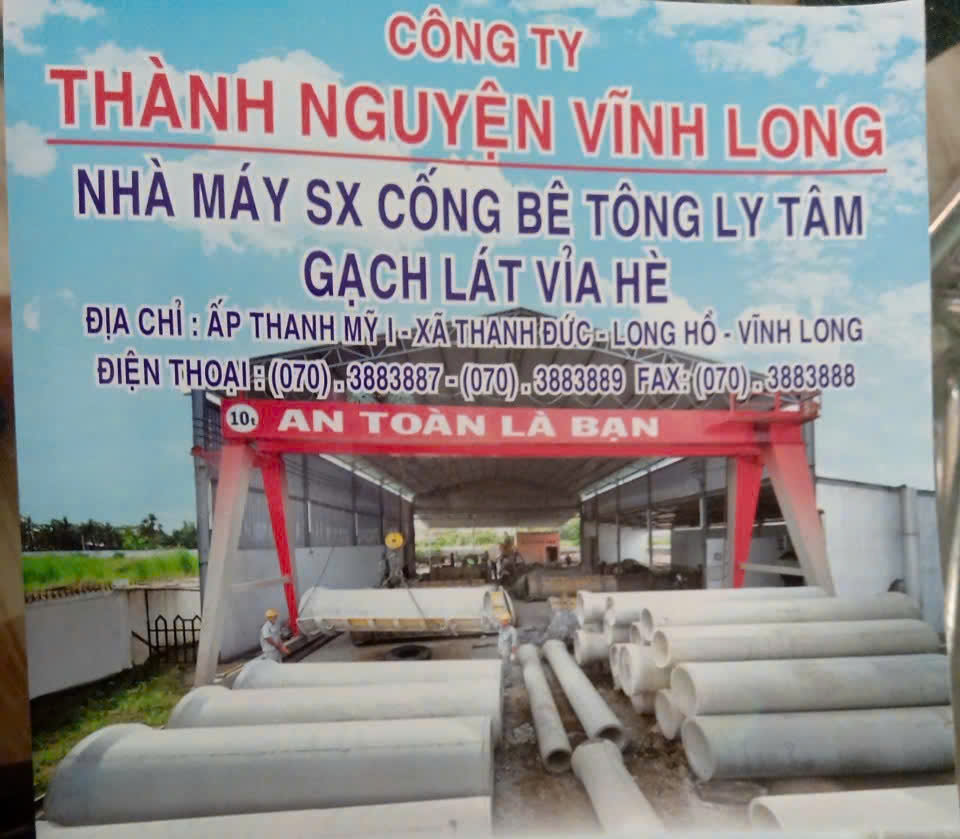 CÔNG TY
THÀNH NGUYỆN VĨNH LONG
NHÀ MÁY SX CỐNG BÊ TÔNG LY TÂM
GẠCH LÁT VỈA HÈ
ĐỊA CHỈ : ẤP THANH MỸ I - XÃ THANH ĐỨC - LONG HỒ - VĨNH LONG
ĐIỆN THOẠI : (070) . 3883887 - (070) . 3883889 FAX: (070) . 3883888
10t AN TOÀN LÀ BẠN